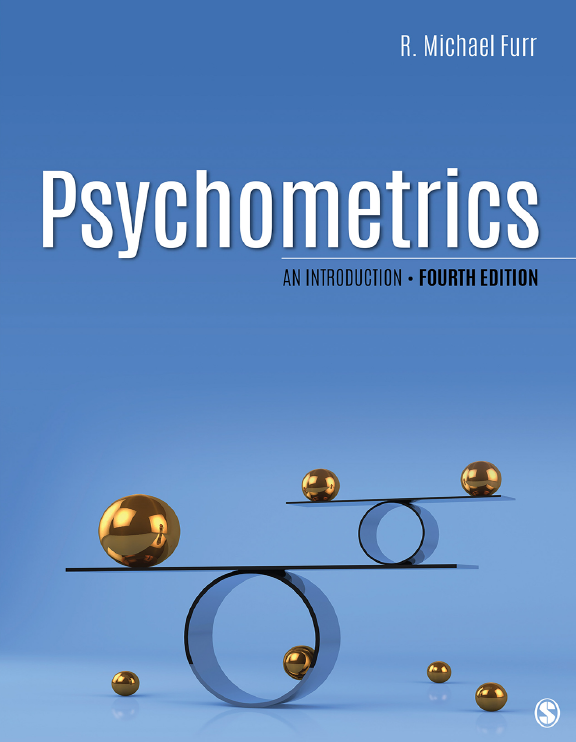 R. Michael Furr
Psychometrics
AN INTRODUCTION • FOURTH EDITION
S